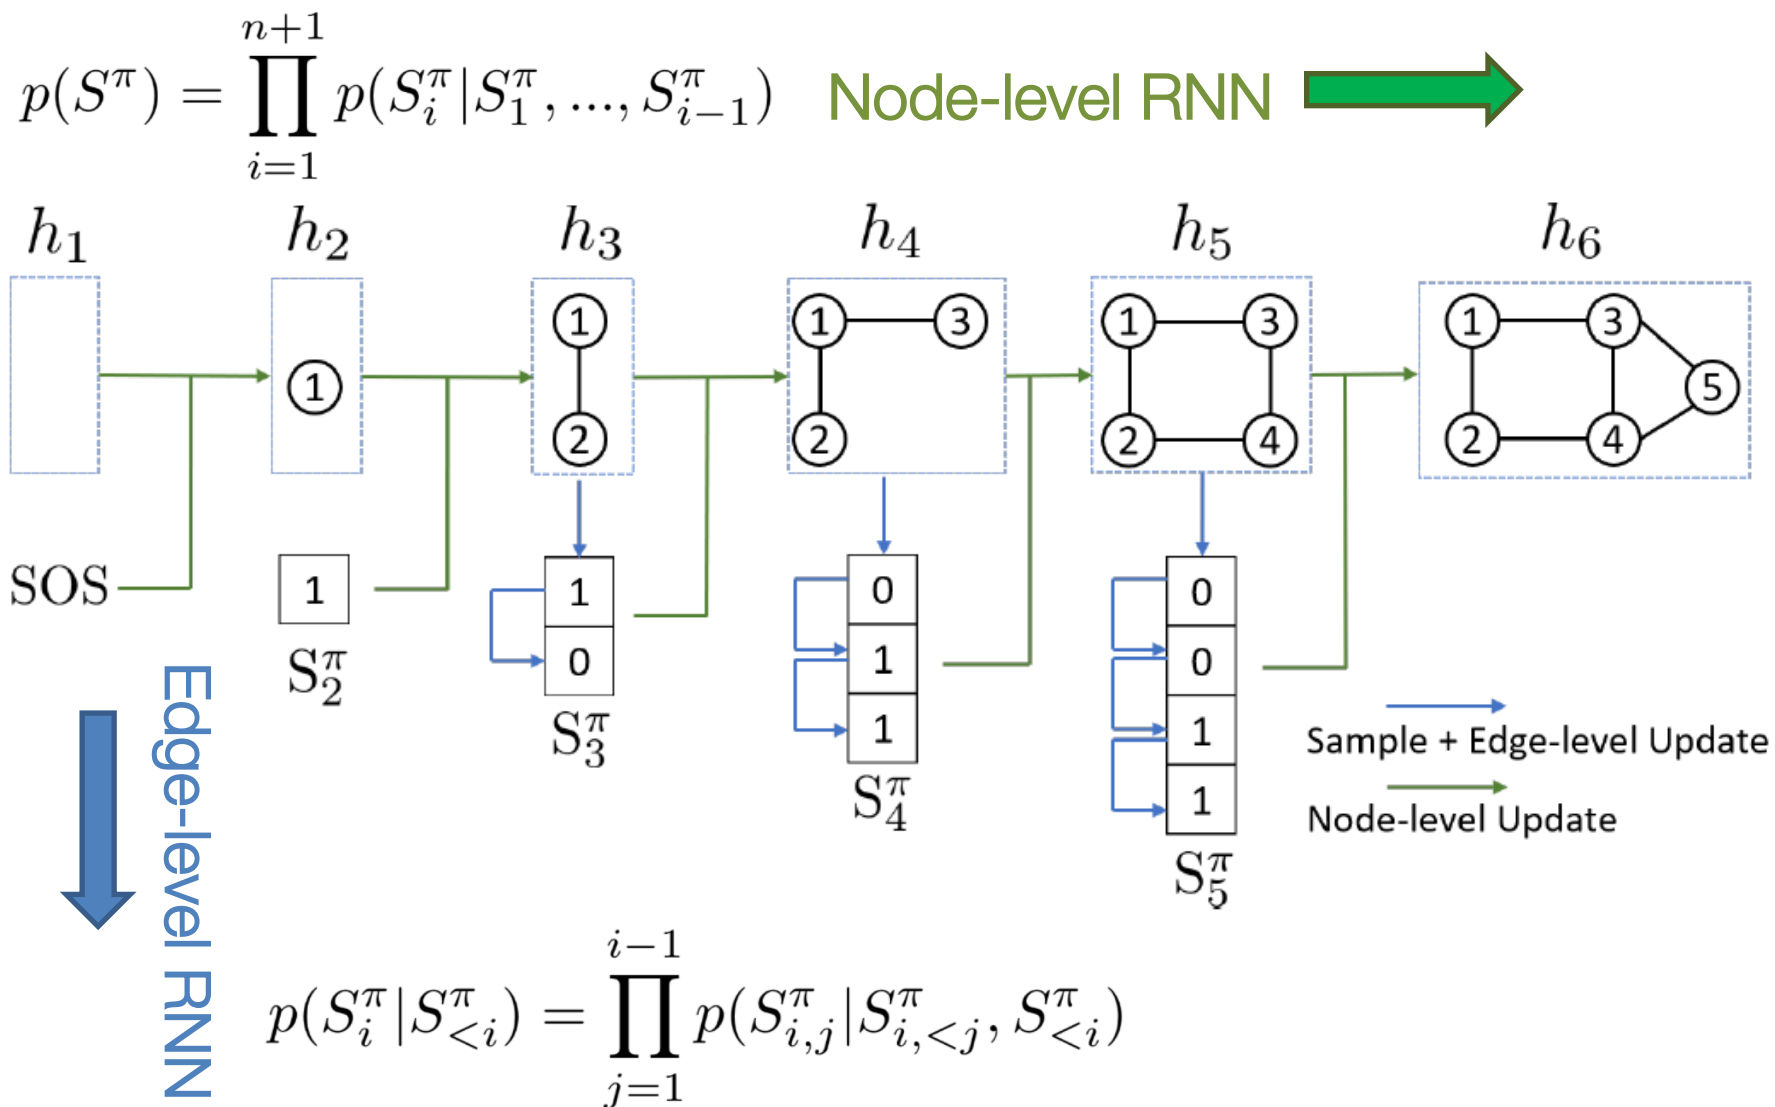 p(S^π) = ∏_{i=1}^{n+1} p(S_i^π|S_1^π, ..., S_{i−1}^π)
Node-level RNN
h₁ h₂ h₃ h₄ h₅ h₆
1
1
2
1 3
2
1 3
2 4
1 3
2 4
5
SOS
1
S_2^π
1
0
S_3^π
0
1
1
S_4^π
0
0
1
1
S_5^π
Sample + Edge-level Update
Node-level Update
Edge-level RNN
p(S_i^π|S_{<i}^π) = ∏_{j=1}^{i−1} p(S_{i,j}^π|S_{i,<j}^π, S_{<i}^π)